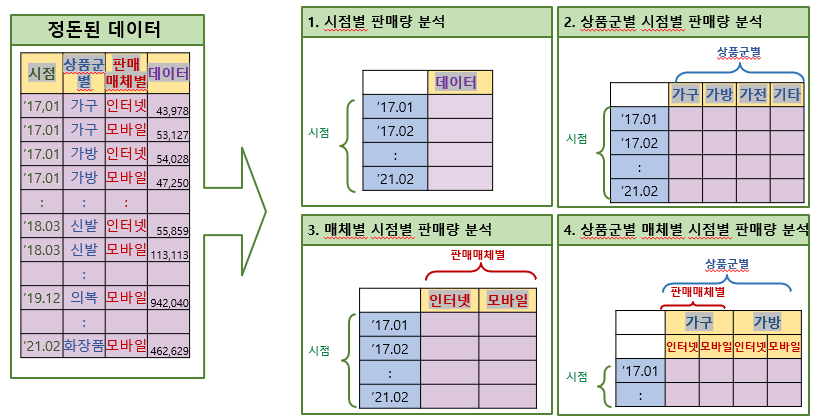 정돈된 데이터
시점 상품군별 판매매체별 데이터
'17,01 가구 인터넷 43,978
'17.01 가구 모바일 53,127
'17.01 가방 인터넷 54,028
'17.01 가방 모바일 47,250
: : :
'18.03 신발 인터넷 55,859
'18.03 신발 모바일 113,113
:
'19.12 의복 모바일 942,040
:
'21.02 화장품 모바일 462,629
1. 시점별 판매량 분석
데이터
시점
'17.01
'17.02
:
'21.02
2. 상품군별 시점별 판매량 분석
상품군별
가구 가방 가전 기타
시점
'17.01
'17.02
:
'21.02
3. 매체별 시점별 판매량 분석
판매매체별
인터넷 모바일
시점
'17.01
'17.02
:
'21.02
4. 상품군별 매체별 시점별 판매량 분석
상품군별
판매매체별
가구 가방
인터넷 모바일 인터넷 모바일
시점
'17.01
: